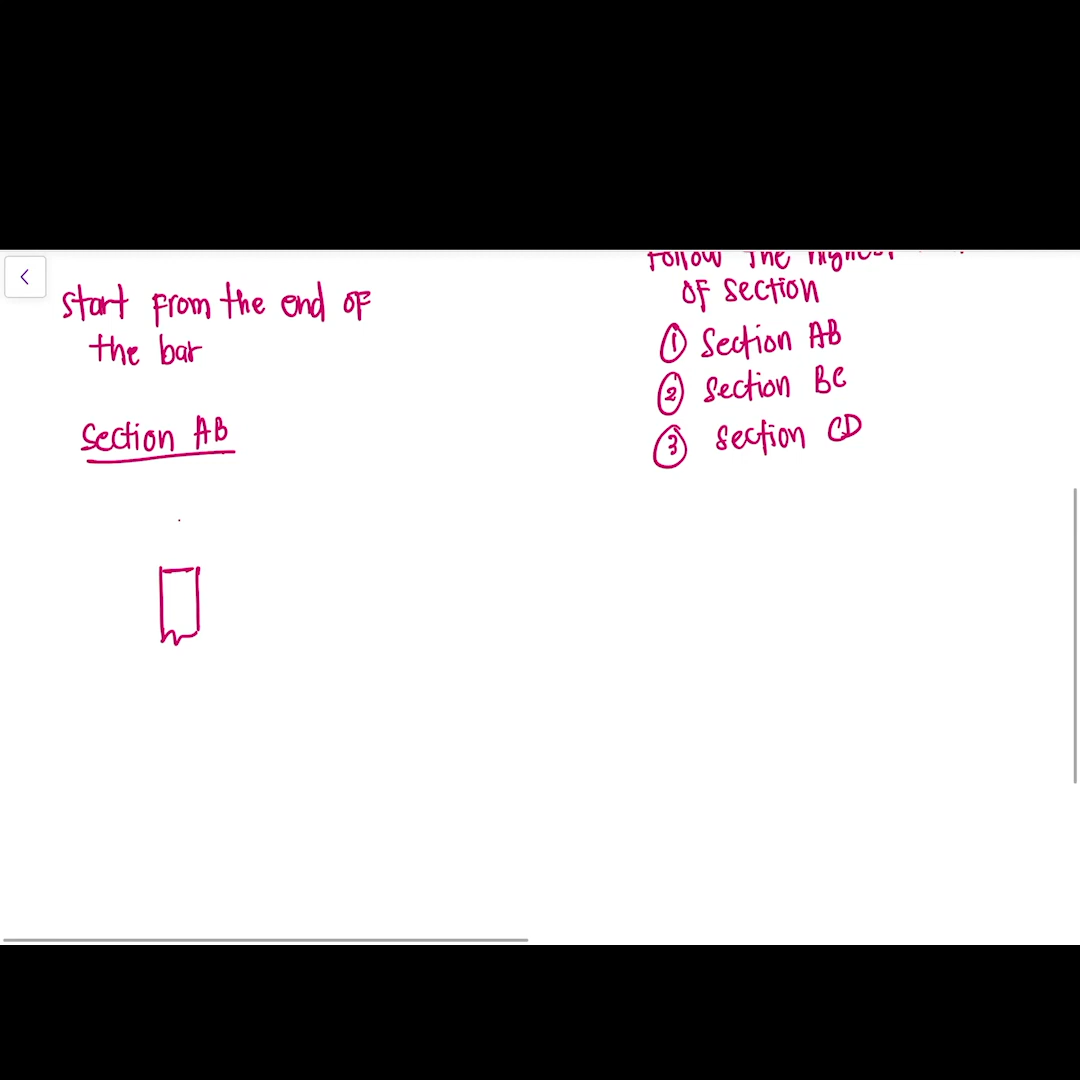 Start from the end of
the bar
Section AB
Follow the highest
of section
① Section AB
② Section BC
③ Section CD